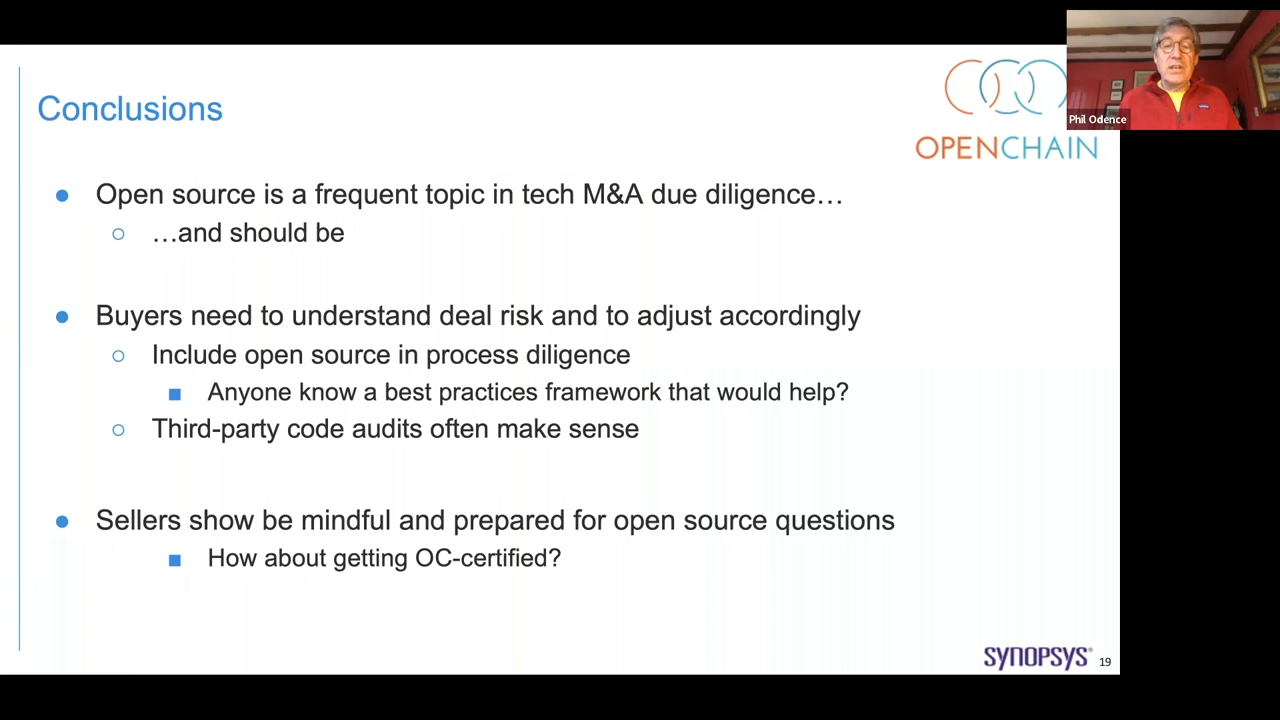 Conclusions
OPENCHAIN
Phil Odence
Open source is a frequent topic in tech M&A due diligence…
…and should be
Buyers need to understand deal risk and to adjust accordingly
Include open source in process diligence
Anyone know a best practices framework that would help?
Third-party code audits often make sense
Sellers show be mindful and prepared for open source questions
How about getting OC-certified?
SYNOPSYS®
19